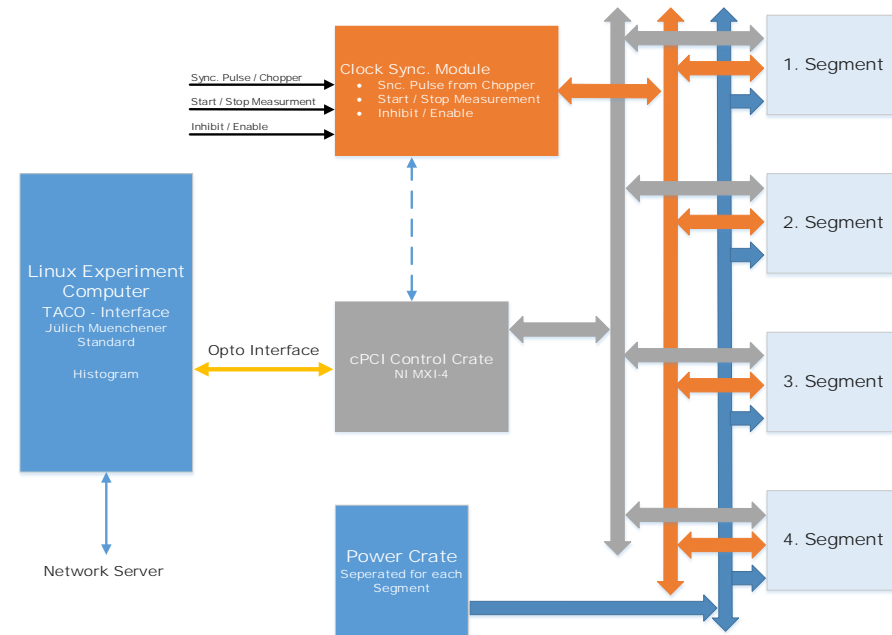 Clock Sync. Module
• Snc. Pulse from Chopper
• Start / Stop Measurement
• Inhibit / Enable
Sync. Pulse / Chopper
Start / Stop Measurment
Inhibit / Enable
1. Segment
2. Segment
Linux Experiment
Computer
TACO - Interface
Jülich Muenchener
Standard
Histogram
Opto Interface
cPCI Control Crate
NI MXI-4
3. Segment
4. Segment
Power Crate
Seperated for each
Segment
Network Server